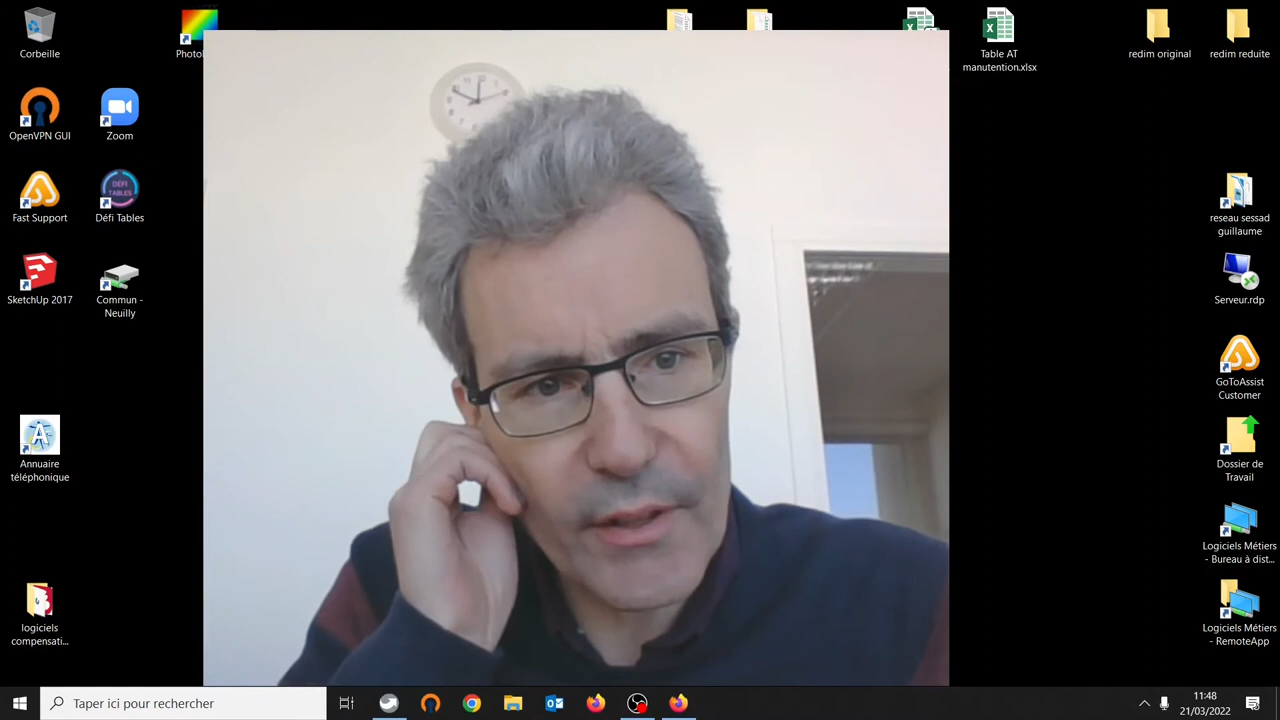 Corbeille
OpenVPN GUI
Zoom
Fast Support
Défi Tables
DÉFI
TABLES
SketchUp 2017
Commun -
Neuilly
Annuaire
téléphonique
logiciels
compensati...
Table AT
manutention.xlsx
redim original
redim reduite
reseau sessad
guillaume
Serveur.rdp
GoToAssist
Customer
Dossier de
Travail
Logiciels Métiers
- Bureau à dist...
Logiciels Métiers
- RemoteApp
Taper ici pour rechercher
11:48
21/03/2022